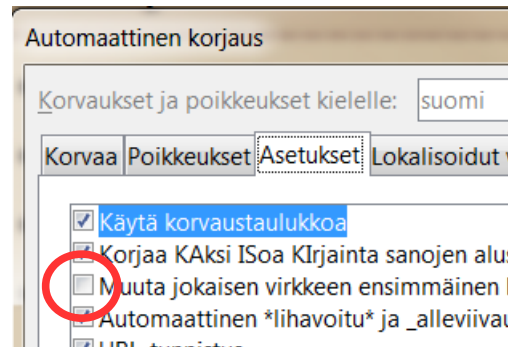 Automaattinen korjaus
Korvaukset ja poikkeukset kielelle: suomi
Korvaa Poikkeukset Asetukset Lokalisoidut
Käytä korvaustaulukkoa
Korjaa KAksi ISoa KIrjainta sanojen alus
Muuta jokaisen virkkeen ensimmäinen
Automaattinen *lihavoitu* ja _alleviivau